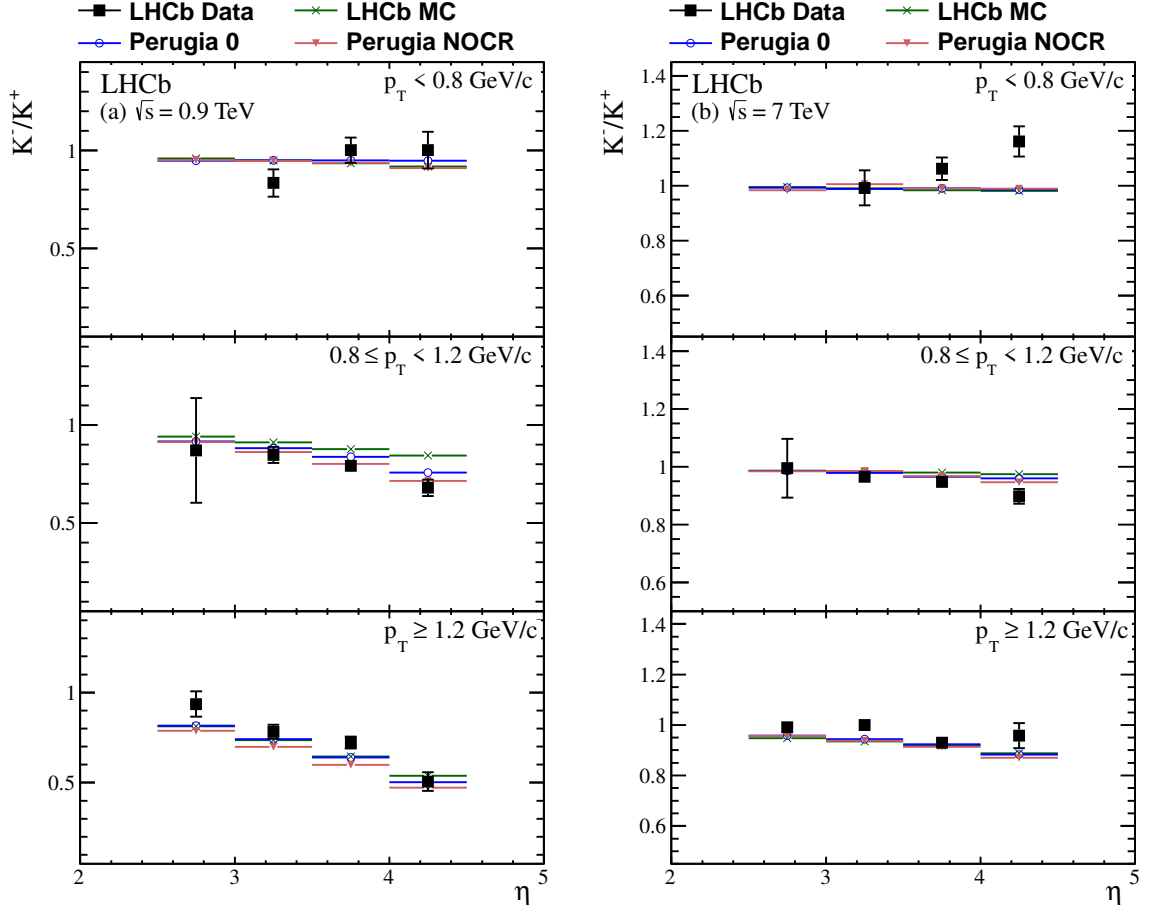 LHCb Data LHCb MC
Perugia 0 Perugia NOCR
K⁻/K⁺
LHCb
(a) √s = 0.9 TeV
p_T < 0.8 GeV/c
1
0.5
0.8 ≤ p_T < 1.2 GeV/c
1
0.5
p_T ≥ 1.2 GeV/c
1
0.5
2 3 4 5
η
LHCb Data LHCb MC
Perugia 0 Perugia NOCR
K⁻/K⁺
LHCb
(b) √s = 7 TeV
p_T < 0.8 GeV/c
1.4
1.2
1
0.8
0.6
0.8 ≤ p_T < 1.2 GeV/c
1.4
1.2
1
0.8
0.6
p_T ≥ 1.2 GeV/c
1.4
1.2
1
0.8
0.6
2 3 4 5
η